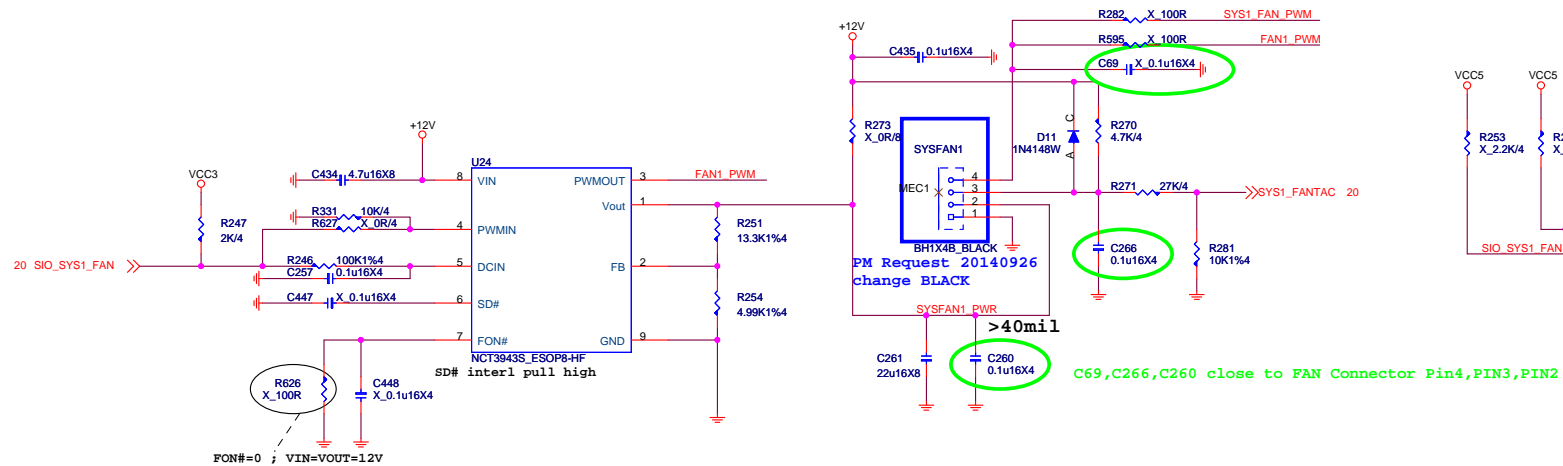 R282 X_100R SYS1_FAN_PWM
+12V
R595 X_100R FAN1_PWM
C435 0.1u16X4
C69 X_0.1u16X4
VCC5 VCC5
+12V
R273
X_0R/8
SYSFAN1
D11
1N4148W
C
A
R270
4.7K/4
R253
X_2.2K/4
VCC3
C434 4.7u16X8
U24
8 VIN
PWMOUT 3 FAN1_PWM
Vout 1
MEC1
4
3
2
1
R271 27K/4
SYS1_FANTAC 20
R331 10K/4
R627 X_0R/4
4 PWMIN
R247
2K/4
R251
13.3K1%4
BH1X4B_BLACK
C266
0.1u16X4
R281
10K1%4
SIO_SYS1_FAN
20 SIO_SYS1_FAN
R246 100K1%4
5 DCIN
FB 2
C257 0.1u16X4
PM Request 20140926
change BLACK
C447 X_0.1u16X4
6 SD#
R254
4.99K1%4
SYSFAN1_PWR
>40mil
7 FON#
GND 9
NCT3943S_ESOP8-HF
SD# interl pull high
C261
22u16X8
C260
0.1u16X4
C69,C266,C260 close to FAN Connector Pin4,PIN3,PIN2
R626
X_100R
C448
X_0.1u16X4
FON#=0 ; VIN=VOUT=12V